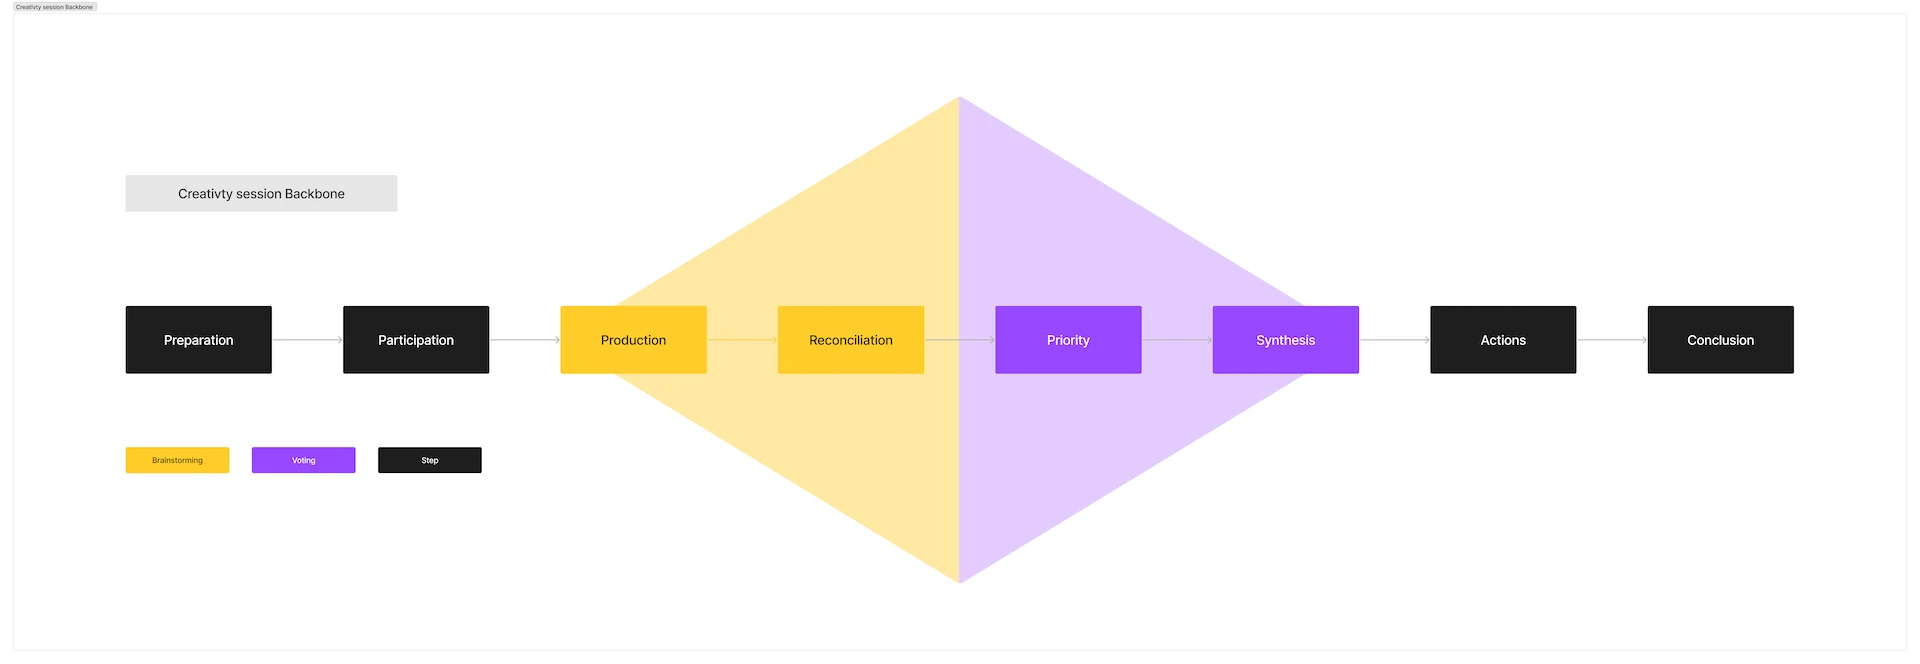 Creativty session Backbone
Creativty session Backbone
Preparation
Participation
Production
Reconciliation
Priority
Synthesis
Actions
Conclusion
Brainstorming
Voting
Step